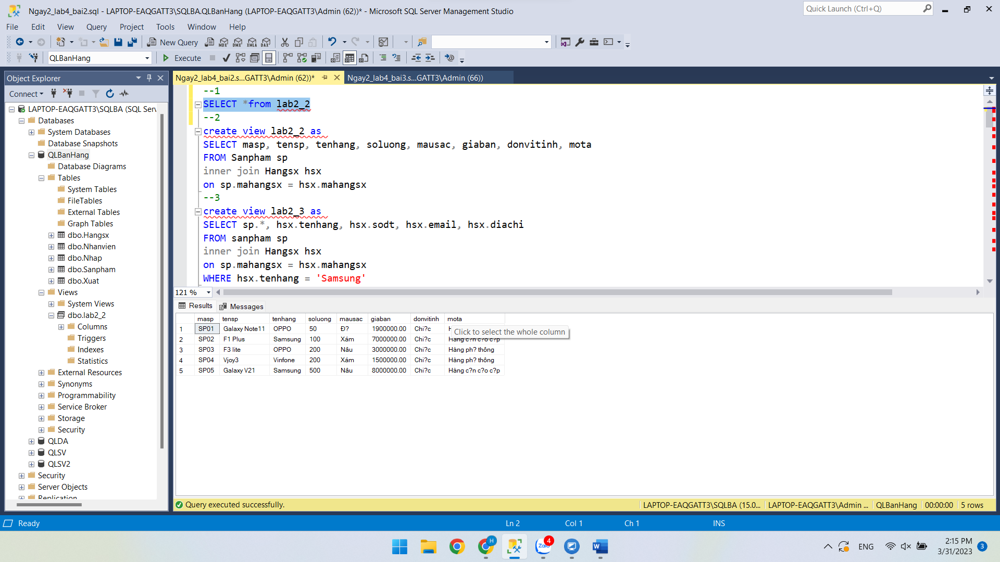 Ngay2_lab4_bai2.sql - LAPTOP-EAQGATT3\SQLBA.QLBanHang (LAPTOP-EAQGATT3\Admin (62))* - Microsoft SQL Server Management Studio
Quick Launch (Ctrl+Q)
File Edit View Query Project Tools Window Help
New Query MDX DMX XMLA DAX
QLBanHang Execute
Object Explorer
Connect
LAPTOP-EAQGATT3\SQLBA (SQL Serv
Databases
System Databases
Database Snapshots
QLBanHang
Database Diagrams
Tables
System Tables
FileTables
External Tables
Graph Tables
dbo.Hangsx
dbo.Nhanvien
dbo.Nhap
dbo.Sanpham
dbo.Xuat
Views
System Views
dbo.lab2_2
Columns
Triggers
Indexes
Statistics
External Resources
Synonyms
Programmability
Service Broker
Storage
Security
QLDA
QLSV
QLSV2
Security
Server Objects
Replication
Ngay2_lab4_bai2.s...GATT3\Admin (62))* Ngay2_lab4_bai3.s...GATT3\Admin (66))
--1
SELECT *from lab2_2
--2
create view lab2_2 as
SELECT masp, tensp, tenhang, soluong, mausac, giaban, donvitinh, mota
FROM Sanpham sp
inner join Hangsx hsx
on sp.mahangsx = hsx.mahangsx
--3
create view lab2_3 as
SELECT sp.*, hsx.tenhang, hsx.sodt, hsx.email, hsx.diachi
FROM sanpham sp
inner join Hangsx hsx
on sp.mahangsx = hsx.mahangsx
WHERE hsx.tenhang = 'Samsung'
121 %
Results Messages
masp tensp tenhang soluong mausac giaban donvitinh mota
1 SP01 Galaxy Note11 OPPO 50 Đ? 1900000.00 Chi?c
Click to select the whole column
2 SP02 F1 Plus Samsung 100 Xám 7000000.00 Chi?c Hàng c?n c?o c?p
3 SP03 F3 lite OPPO 200 Nâu 3000000.00 Chi?c Hàng ph? thông
4 SP04 Vjoy3 Vinfone 200 Xám 1500000.00 Chi?c Hàng ph? thông
5 SP05 Galaxy V21 Samsung 500 Nâu 8000000.00 Chi?c Hàng c?n c?o c?p
Query executed successfully. LAPTOP-EAQGATT3\SQLBA (15.0... LAPTOP-EAQGATT3\Admin ... QLBanHang 00:00:00 5 rows
Ready Ln 2 Col 1 Ch 1 INS
H Zalo 4 W
ENG
2:15 PM
3/31/2023
3